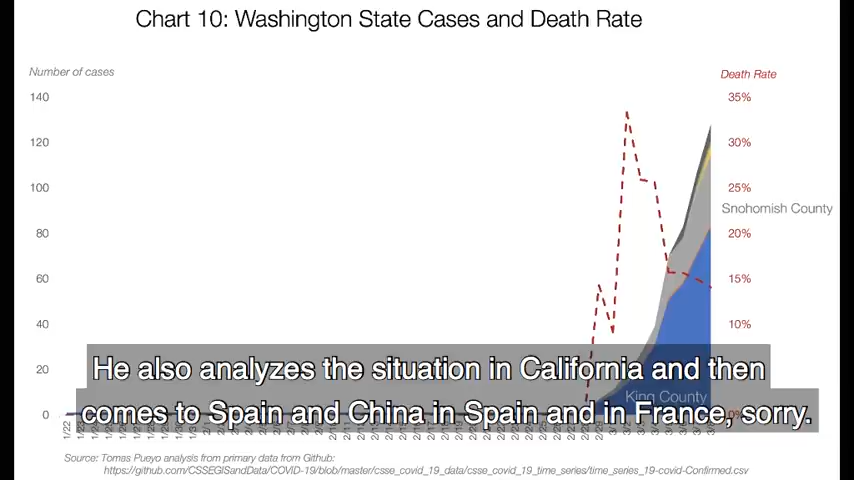 Chart 10: Washington State Cases and Death Rate
Number of cases
Death Rate
140
35%
120
30%
100
25%
Snohomish County
80
20%
60
15%
40
10%
He also analyzes the situation in California and then
20
King County
comes to Spain and China in Spain and in France, sorry.
0
0%
1/22
Source: Tomas Pueyo analysis from primary data from Github:
https://github.com/CSSEGISandData/COVID-19/blob/master/csse_covid_19_data/csse_covid_19_time_series/time_series_19-covid-Confirmed.csv